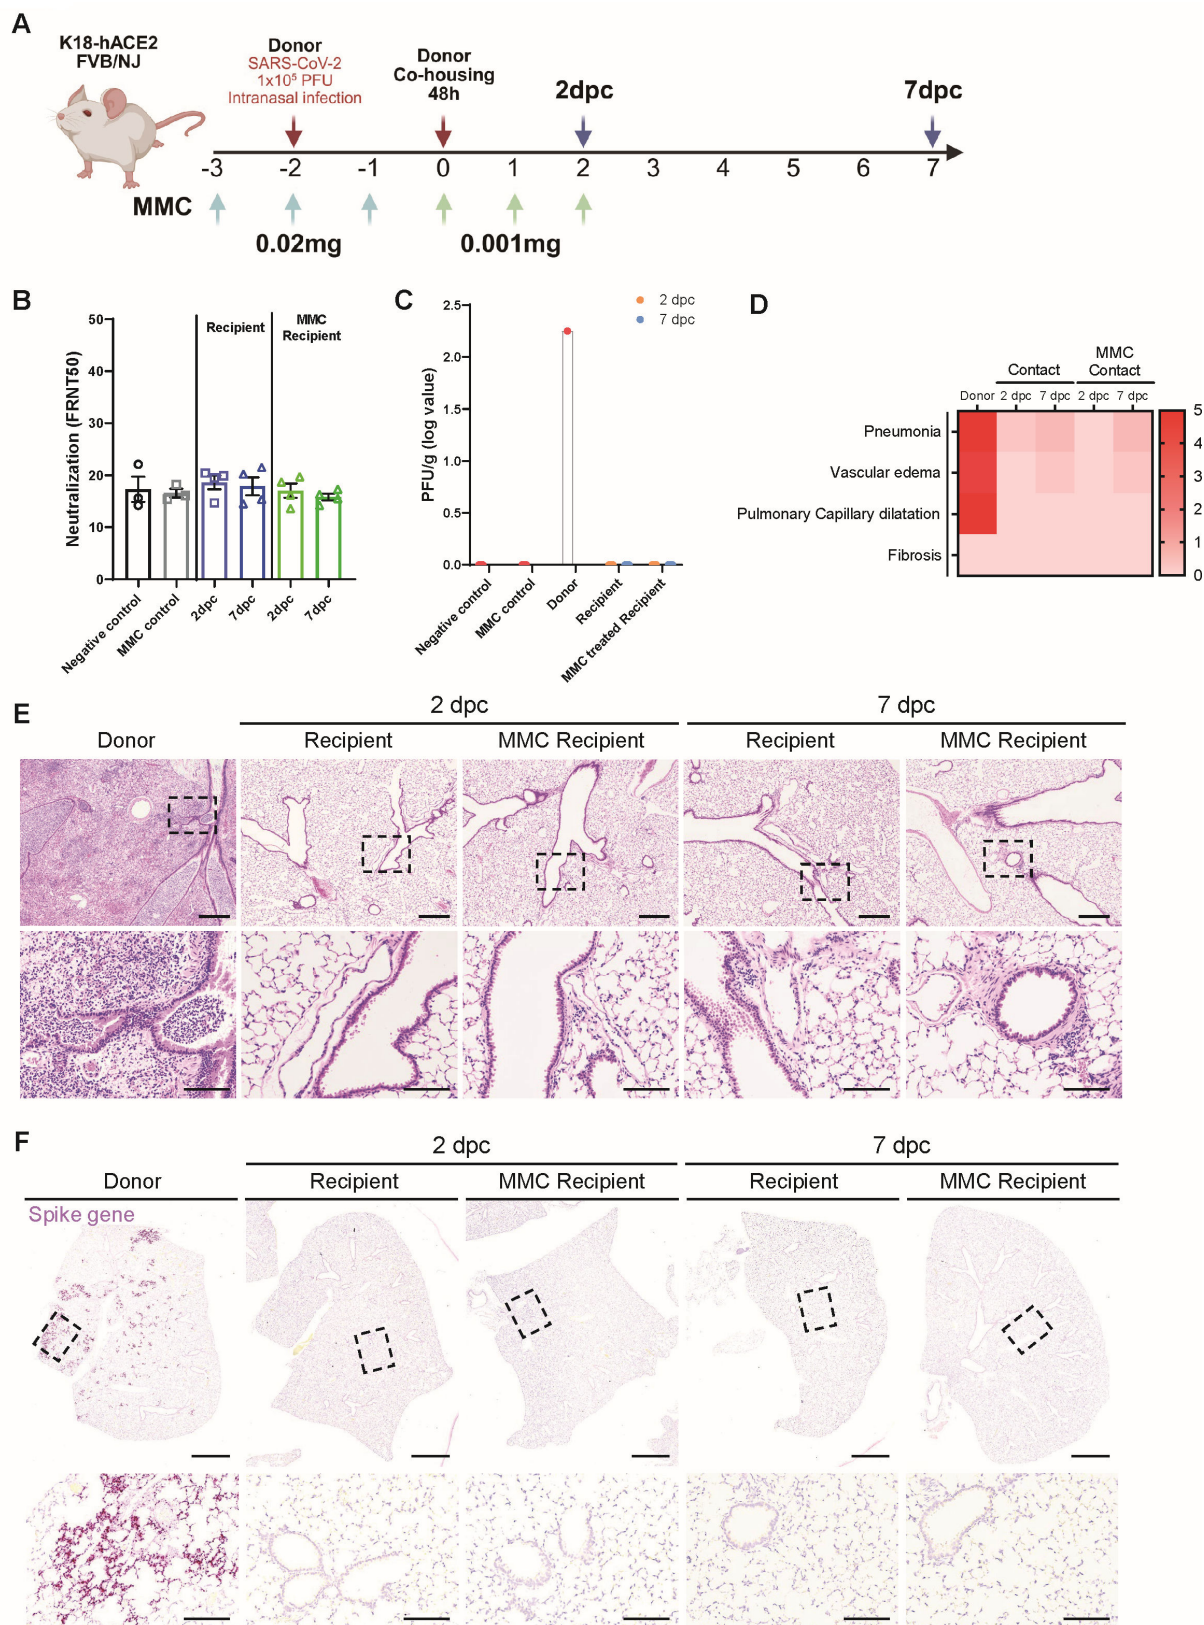 A
K18-hACE2
FVB/NJ
Donor
SARS-CoV-2
1x10⁵ PFU
Intranasal infection
Donor
Co-housing
48h
2dpc
7dpc
-3 -2 -1 0 1 2 3 4 5 6 7
MMC
0.02mg
0.001mg
B
Neutralization (FRNT50)
50
40
30
20
10
0
Recipient
MMC
Recipient
Negative control
MMC control
2dpc
7dpc
2dpc
7dpc
C
PFU/g (log value)
2.5
2.0
1.5
1.0
0.5
0.0
2 dpc
7 dpc
Negative control
MMC control
Donor
Recipient
MMC treated Recipient
D
Contact
MMC
Contact
Donor 2 dpc 7 dpc 2 dpc 7 dpc
Pneumonia
Vascular edema
Pulmonary Capillary dilatation
Fibrosis
5
4
3
2
1
0
E
2 dpc
7 dpc
Donor
Recipient
MMC Recipient
Recipient
MMC Recipient
F
2 dpc
7 dpc
Donor
Recipient
MMC Recipient
Recipient
MMC Recipient
Spike gene